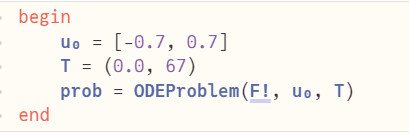 begin
    u₀ = [-0.7, 0.7]
    T = (0.0, 67)
    prob = ODEProblem(F!, u₀, T)
end